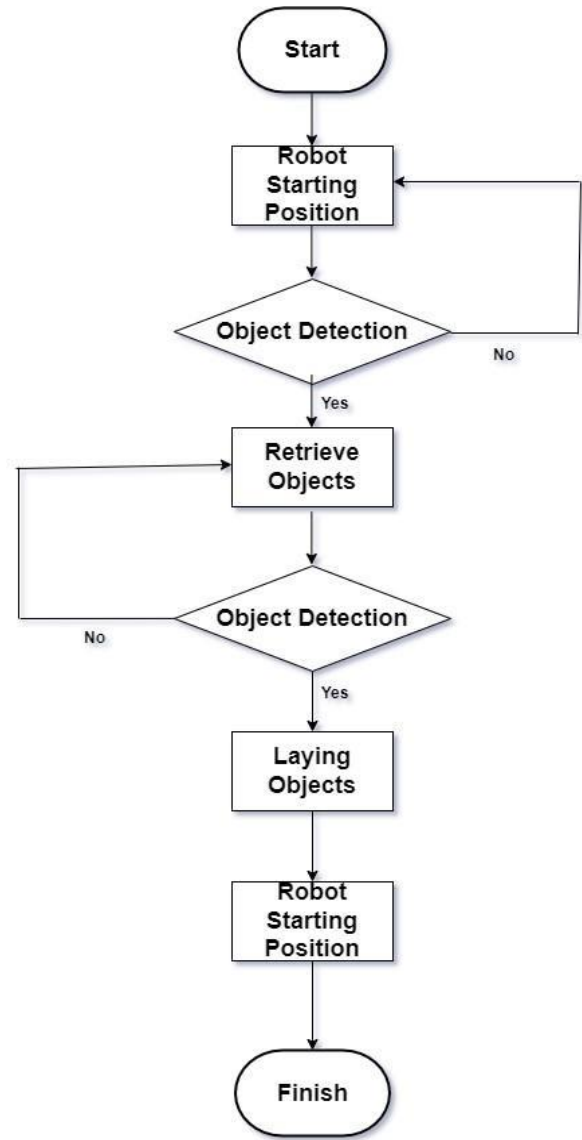 Start
Robot
Starting
Position
Object Detection
No
Yes
Retrieve
Objects
Object Detection
No
Yes
Laying
Objects
Robot
Starting
Position
Finish